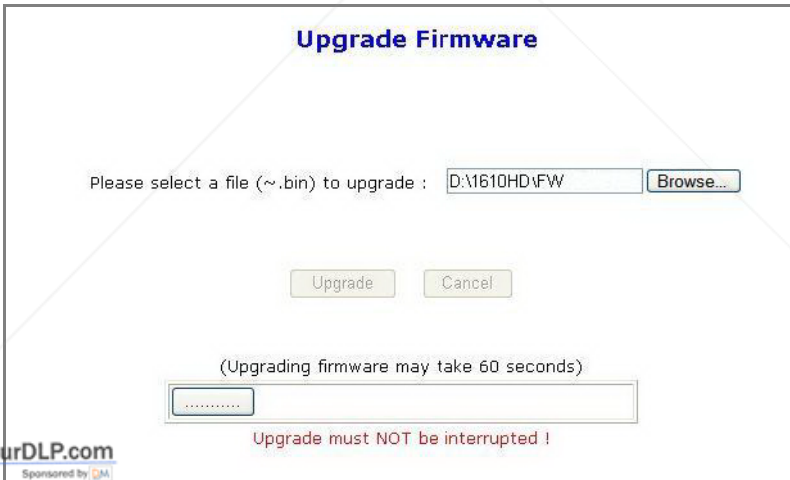 Upgrade Firmware
Please select a file (~.bin) to upgrade : D:\1610HD\FW Browse...
Upgrade Cancel
(Upgrading firmware may take 60 seconds)
...........
Upgrade must NOT be interrupted !
urDLP.com
Sponsored by DM